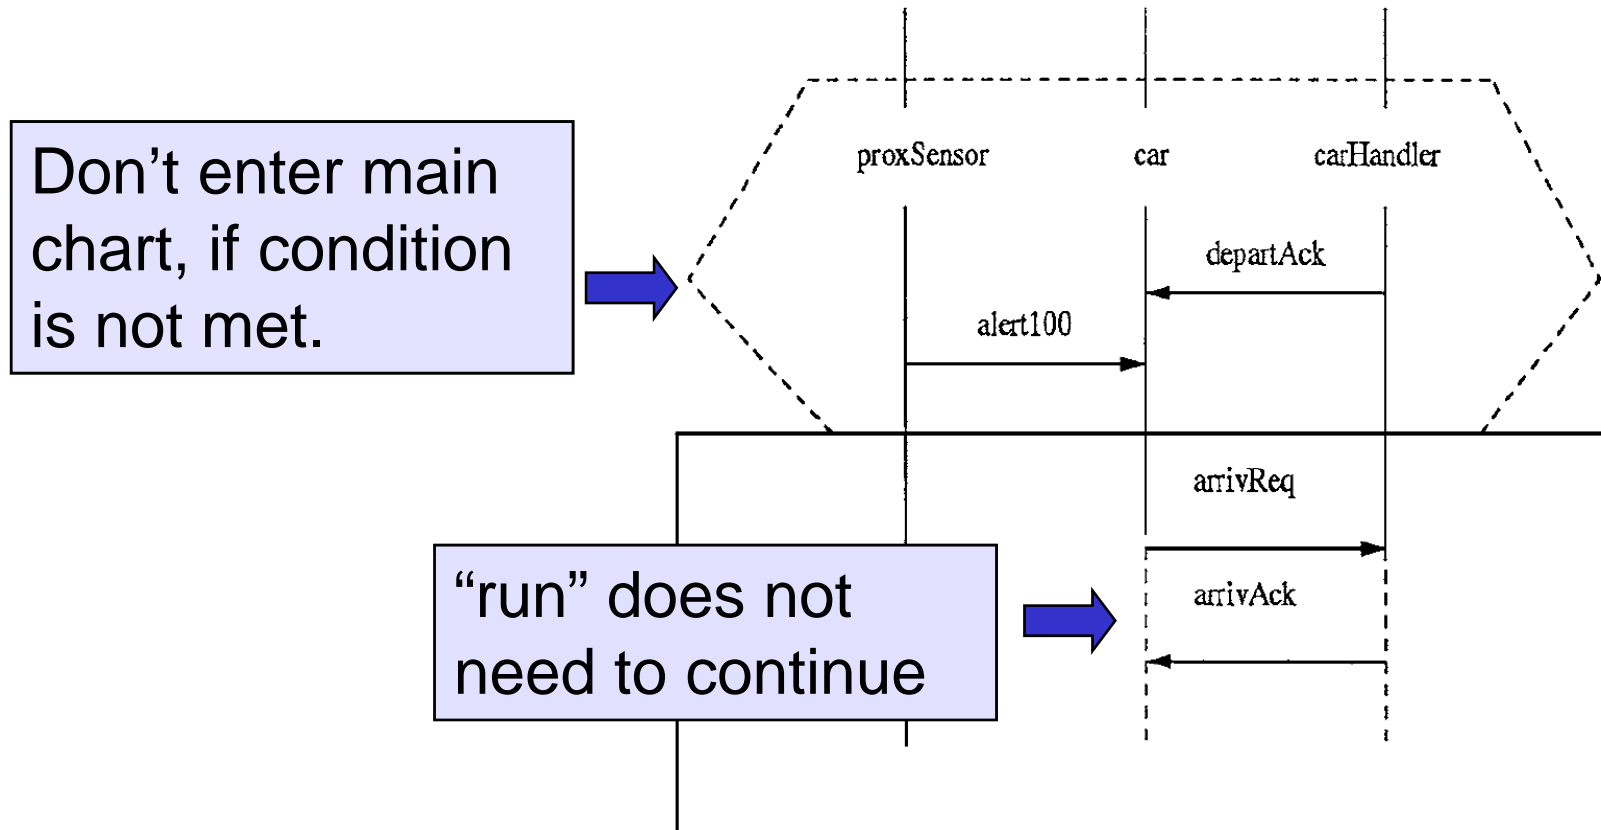 proxSensor car carHandler
Don’t enter main
chart, if condition
is not met.
departAck
alert100
arrivReq
“run” does not
need to continue
arrivAck